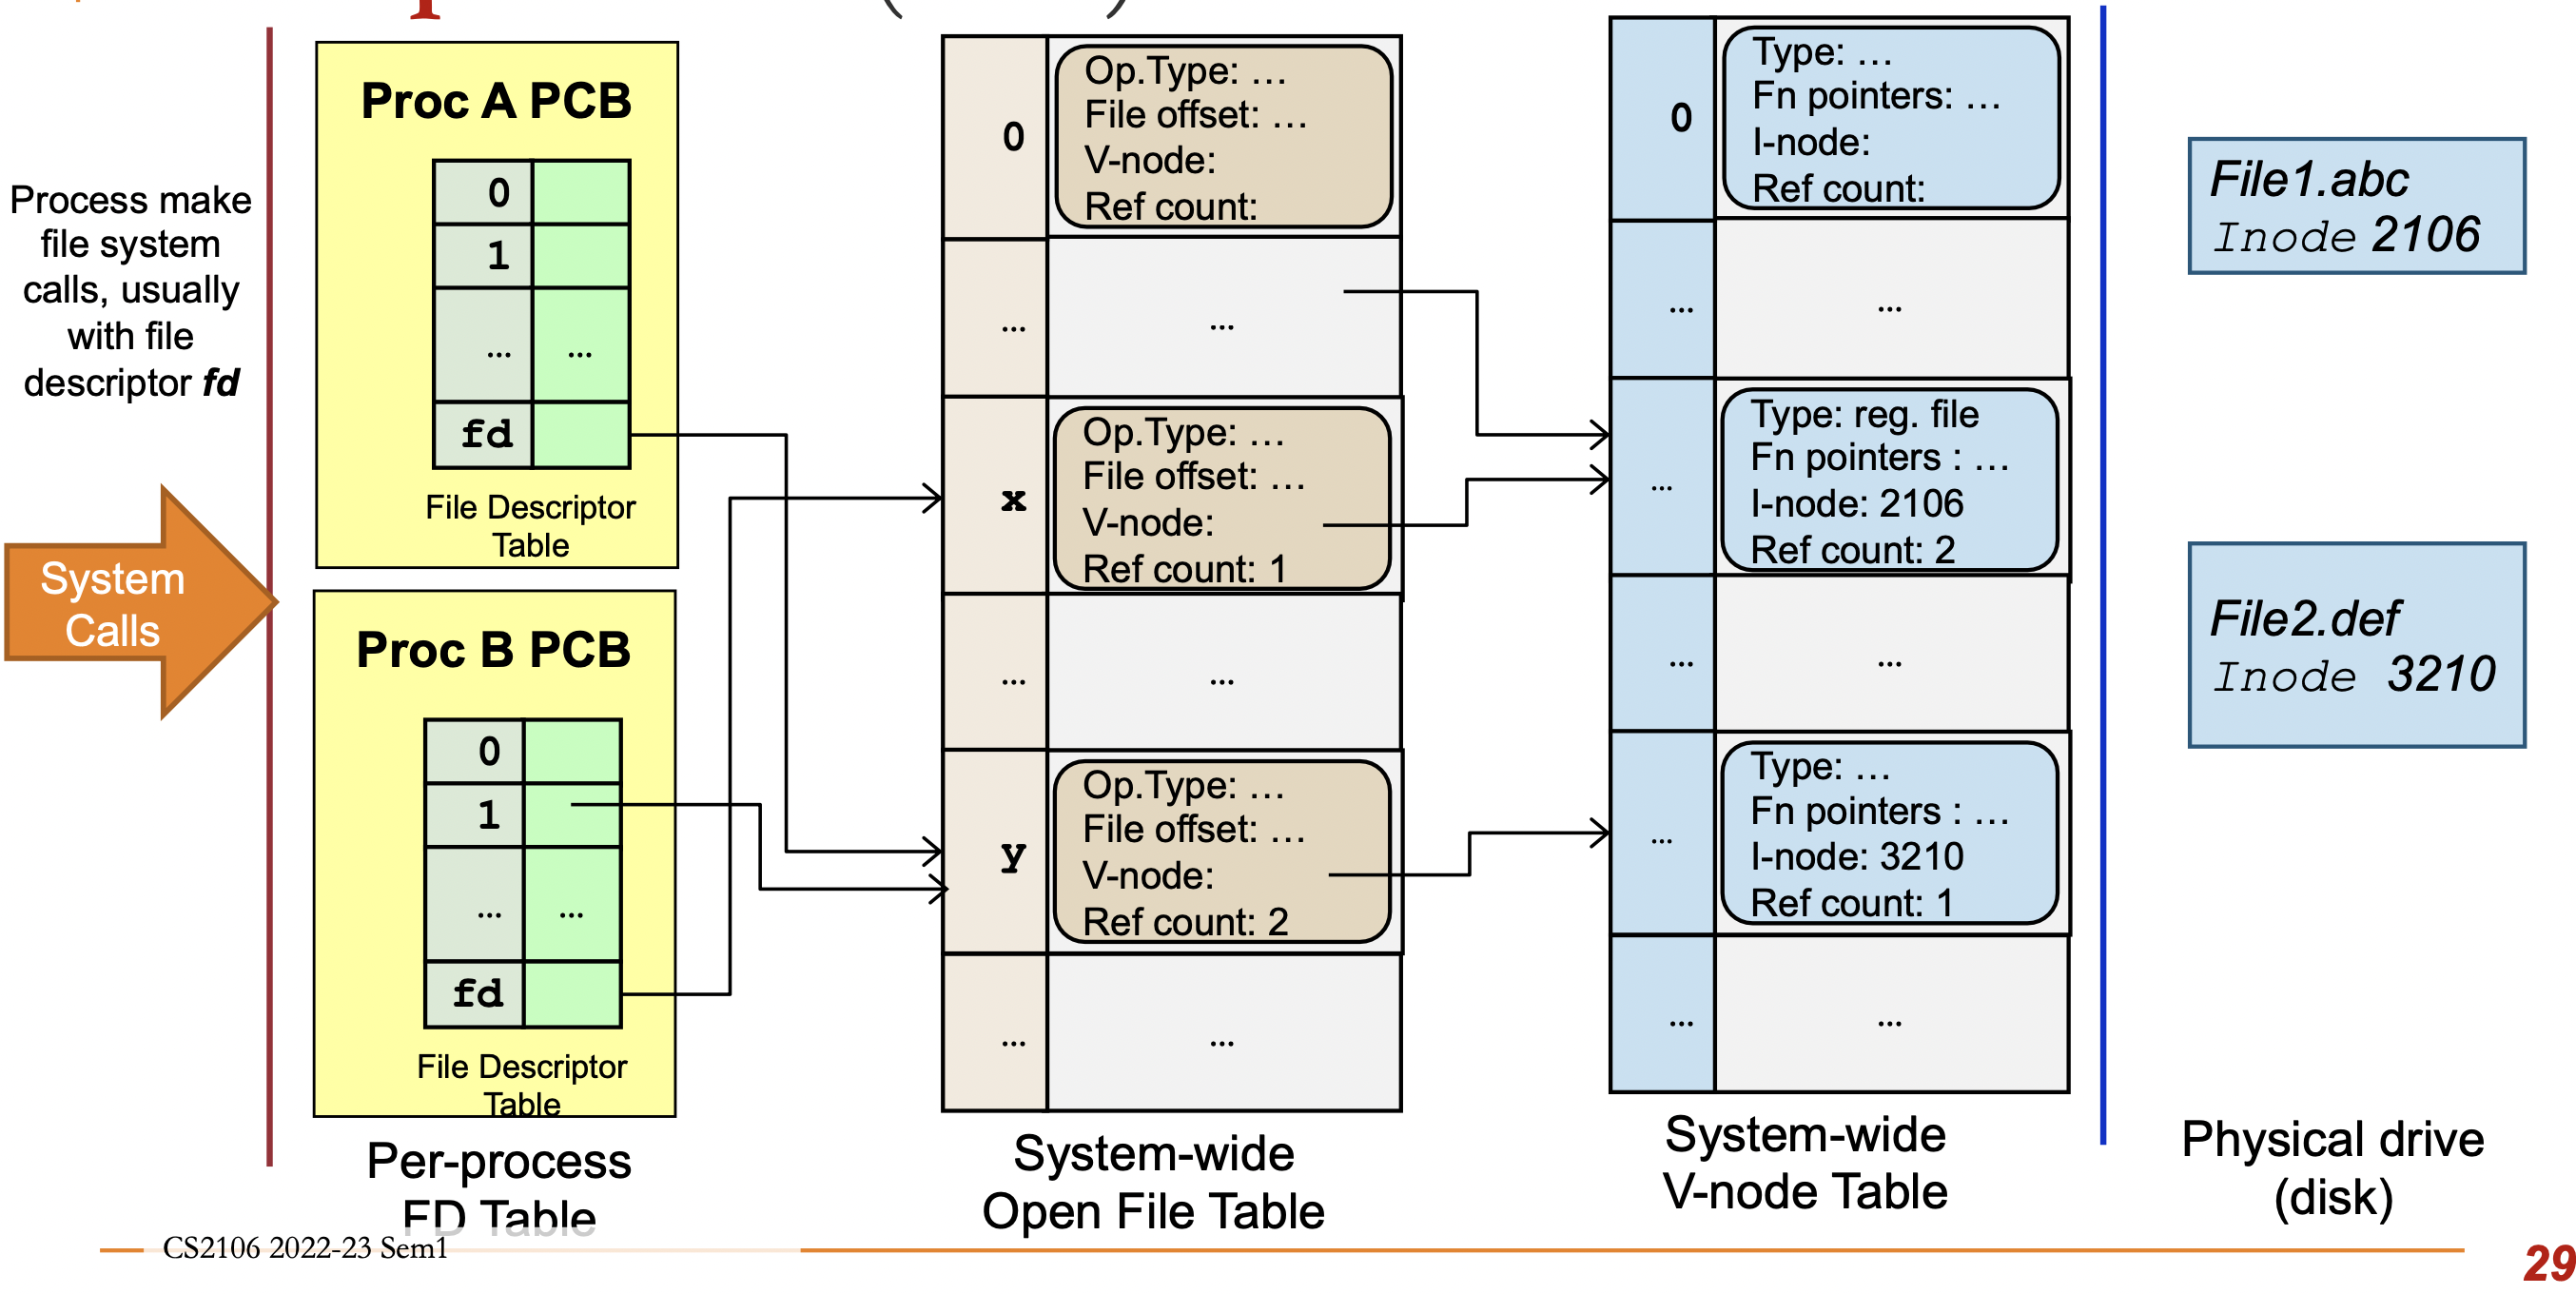 Process make
file system
calls, usually
with file
descriptor fd
System
Calls
Proc A PCB
0
1
... ...
fd
File Descriptor
Table
Proc B PCB
0
1
... ...
fd
File Descriptor
Table
Per-process
FD Table
0
Op.Type: ...
File offset: ...
V-node:
Ref count:
... ...
x
Op.Type: ...
File offset: ...
V-node:
Ref count: 1
... ...
y
Op.Type: ...
File offset: ...
V-node:
Ref count: 2
... ...
System-wide
Open File Table
0
Type: ...
Fn pointers: ...
I-node:
Ref count:
... ...
...
Type: reg. file
Fn pointers : ...
I-node: 2106
Ref count: 2
... ...
...
Type: ...
Fn pointers : ...
I-node: 3210
Ref count: 1
... ...
System-wide
V-node Table
File1.abc
Inode 2106
File2.def
Inode 3210
Physical drive
(disk)
CS2106 2022-23 Sem1
29